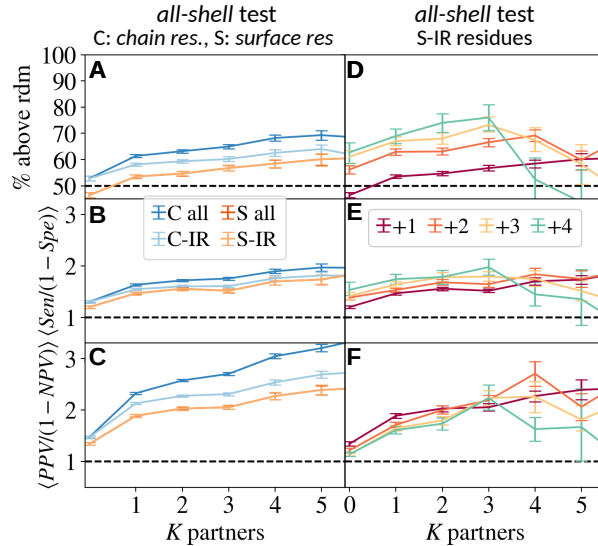 all-shell test
C: chain res., S: surface res
all-shell test
S-IR residues
% above rdm
100
90
80
70
60
50
A
D
⟨Sen/(1 − Spe)⟩
3
2
1
B
C all
S all
C-IR
S-IR
E
+1
+2
+3
+4
⟨PPV/(1 − NPV)⟩
3
2
1
C
F
1
2
3
4
5
0
1
2
3
4
5
K partners
K partners